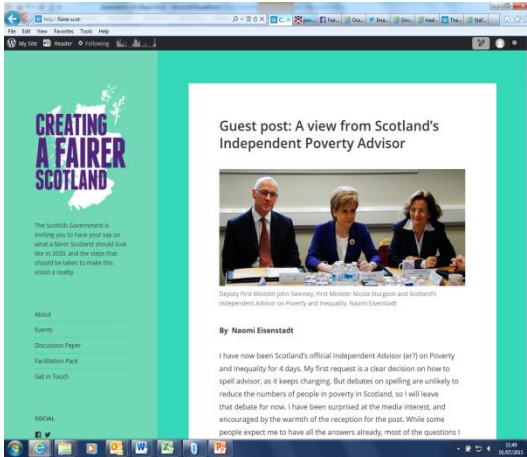 http://fairer.scot
File Edit View Favorites Tools Help
My Site Reader Following
CREATING
A FAIRER
SCOTLAND
The Scottish Government is
inviting you to have your say on
what a fairer Scotland should look
like in 2030, and the steps that
should be taken to make this
vision a reality.
About
Events
Discussion Paper
Facilitation Pack
Get in Touch
SOCIAL
Guest post: A view from Scotland's
Independent Poverty Advisor
Deputy First Minister John Swinney, First Minister Nicola Sturgeon and Scotland's
Independent Advisor on Poverty and Inequality, Naomi Eisenstadt
By Naomi Eisenstadt
I have now been Scotland's official Independent Advisor (er?) on Poverty
and Inequality for 4 days. My first request is a clear decision on how to
spell advisor, as it keeps changing. But debates on spelling are unlikely to
reduce the numbers of people in poverty in Scotland, so I will leave
that debate for now. I have been surprised at the media interest, and
encouraged by the warmth of the reception for the post. While some
people expect me to have all the answers already, most of the questions I
11:49
01/07/2015